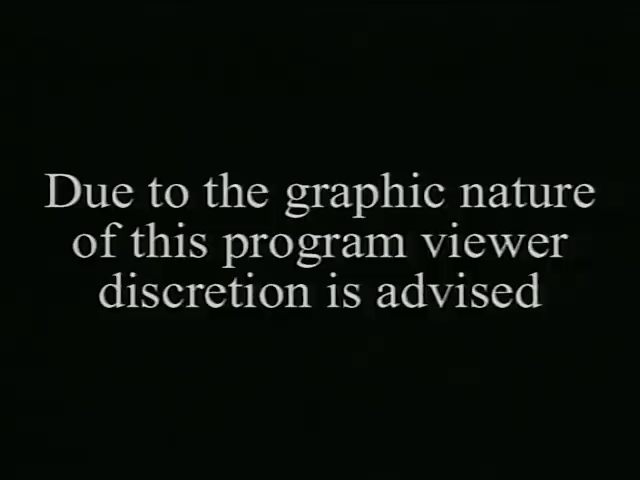 Due to the graphic nature
of this program viewer
discretion is advised